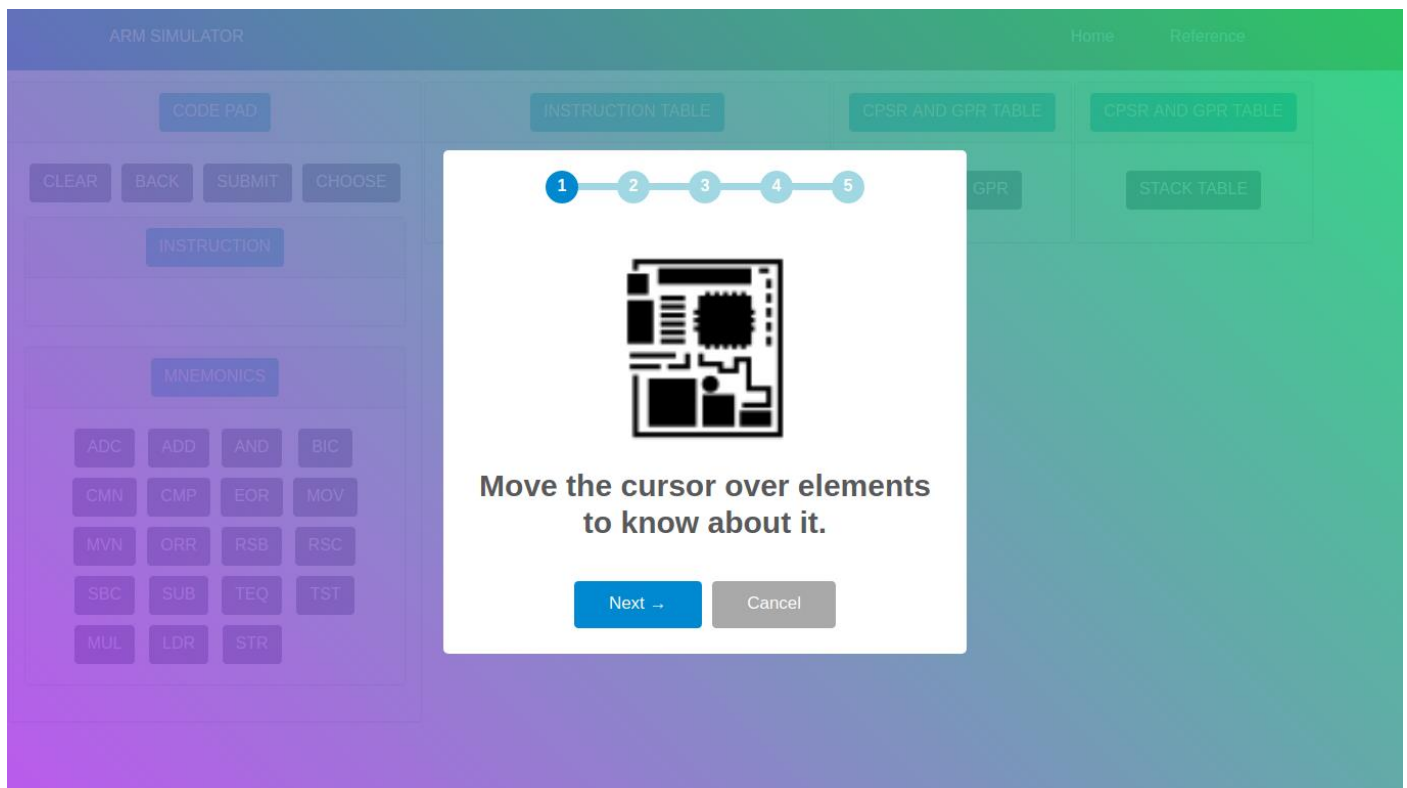 ARM SIMULATOR
Home
Reference
CODE PAD
INSTRUCTION TABLE
CPSR AND GPR TABLE
CPSR AND GPR TABLE
CLEAR
BACK
SUBMIT
CHOOSE
GPR
STACK TABLE
INSTRUCTION
MNEMONICS
ADC
ADD
AND
BIC
CMN
CMP
EOR
MOV
MVN
ORR
RSB
RSC
SBC
SUB
TEQ
TST
MUL
LDR
STR
1
2
3
4
5
Move the cursor over elements
to know about it.
Next →
Cancel